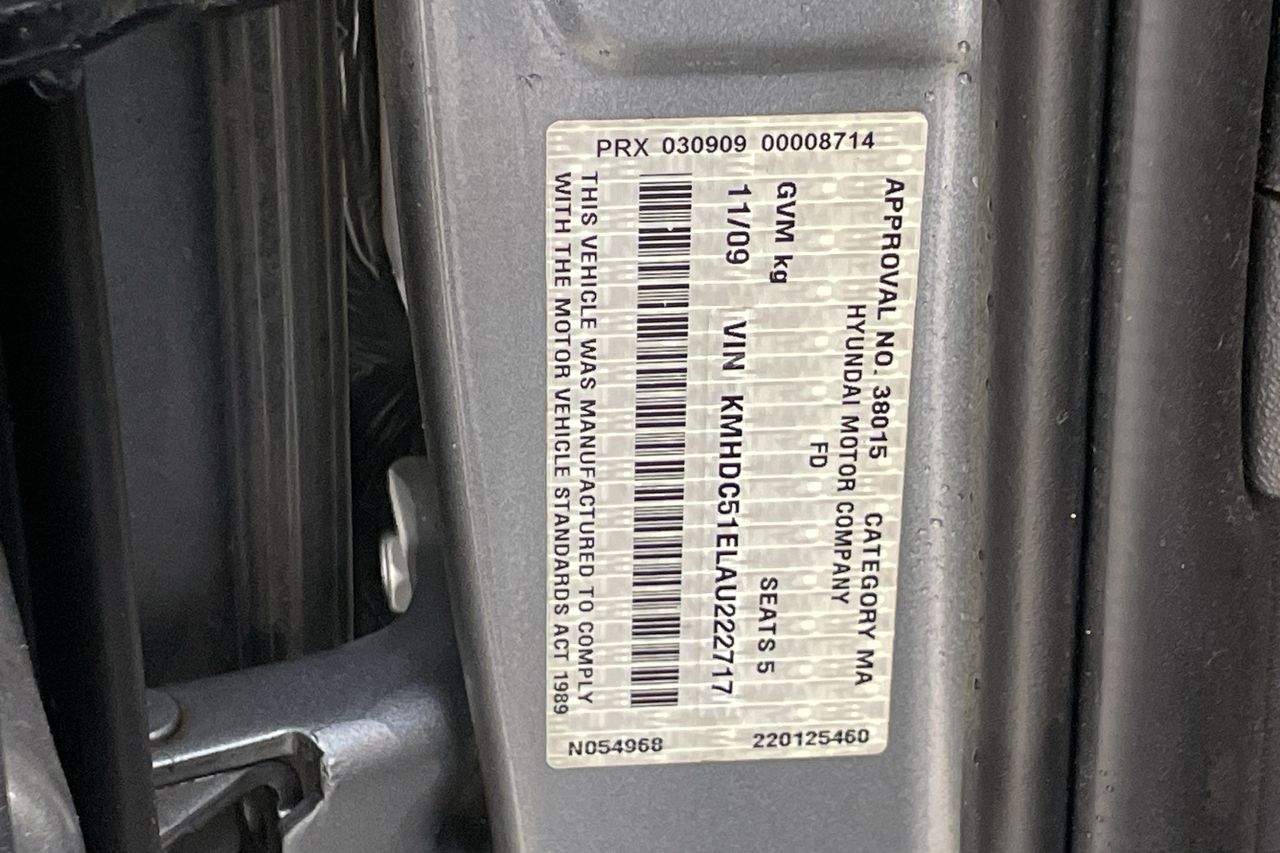 PRX 030909 00008714
APPROVAL NO. 38015 CATEGORY MA
HYUNDAI MOTOR COMPANY
FD
GVM kg SEATS 5
11/09 VIN KMHDC51ELAU222717
THIS VEHICLE WAS MANUFACTURED TO COMPLY
WITH THE MOTOR VEHICLE STANDARDS ACT 1989
N054968 220125460